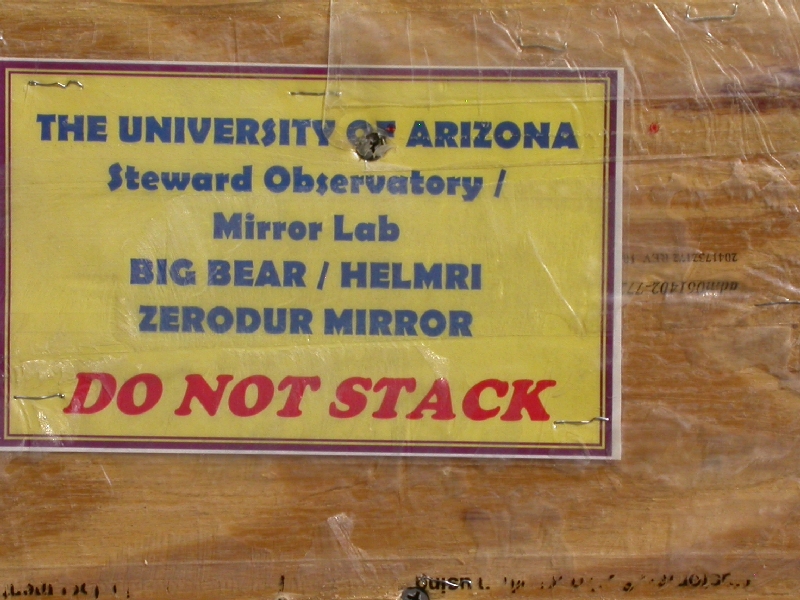 THE UNIVERSITY OF ARIZONA
Steward Observatory /
Mirror Lab
BIG BEAR / HELMRI
ZERODUR MIRROR
DO NOT STACK